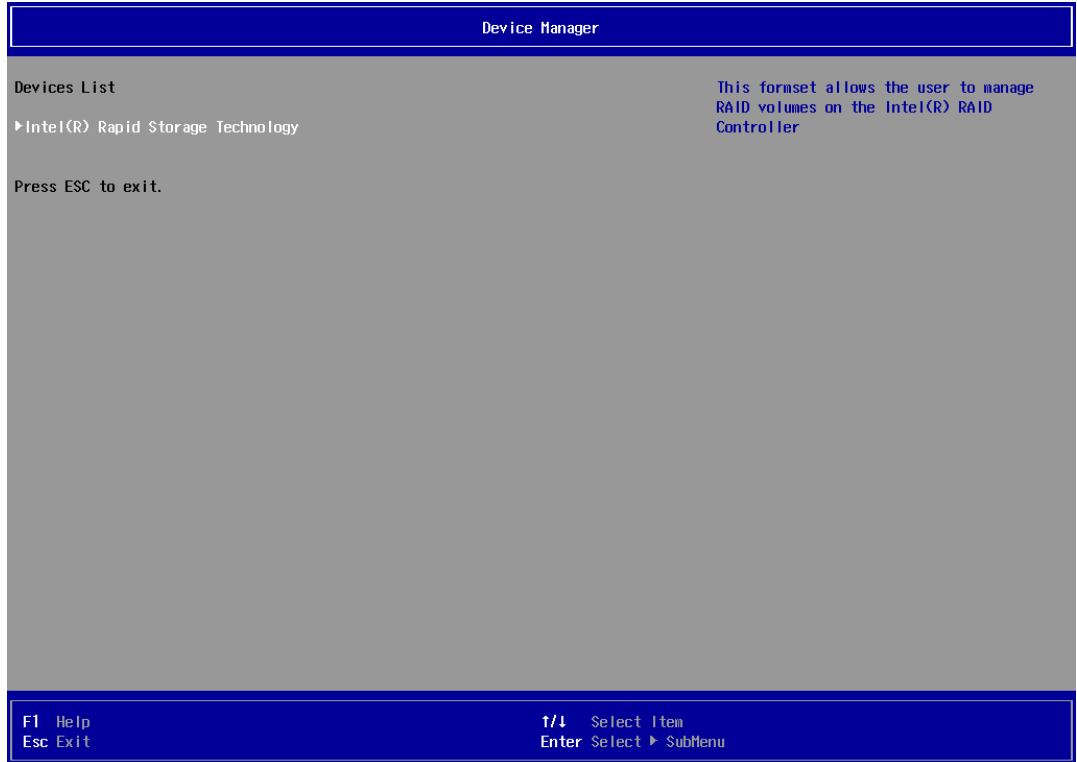 Device Manager
Devices List
▶Intel(R) Rapid Storage Technology
Press ESC to exit.
This formset allows the user to manage
RAID volumes on the Intel(R) RAID
Controller
F1 Help
Esc Exit
↑/↓ Select Item
Enter Select ▶ SubMenu